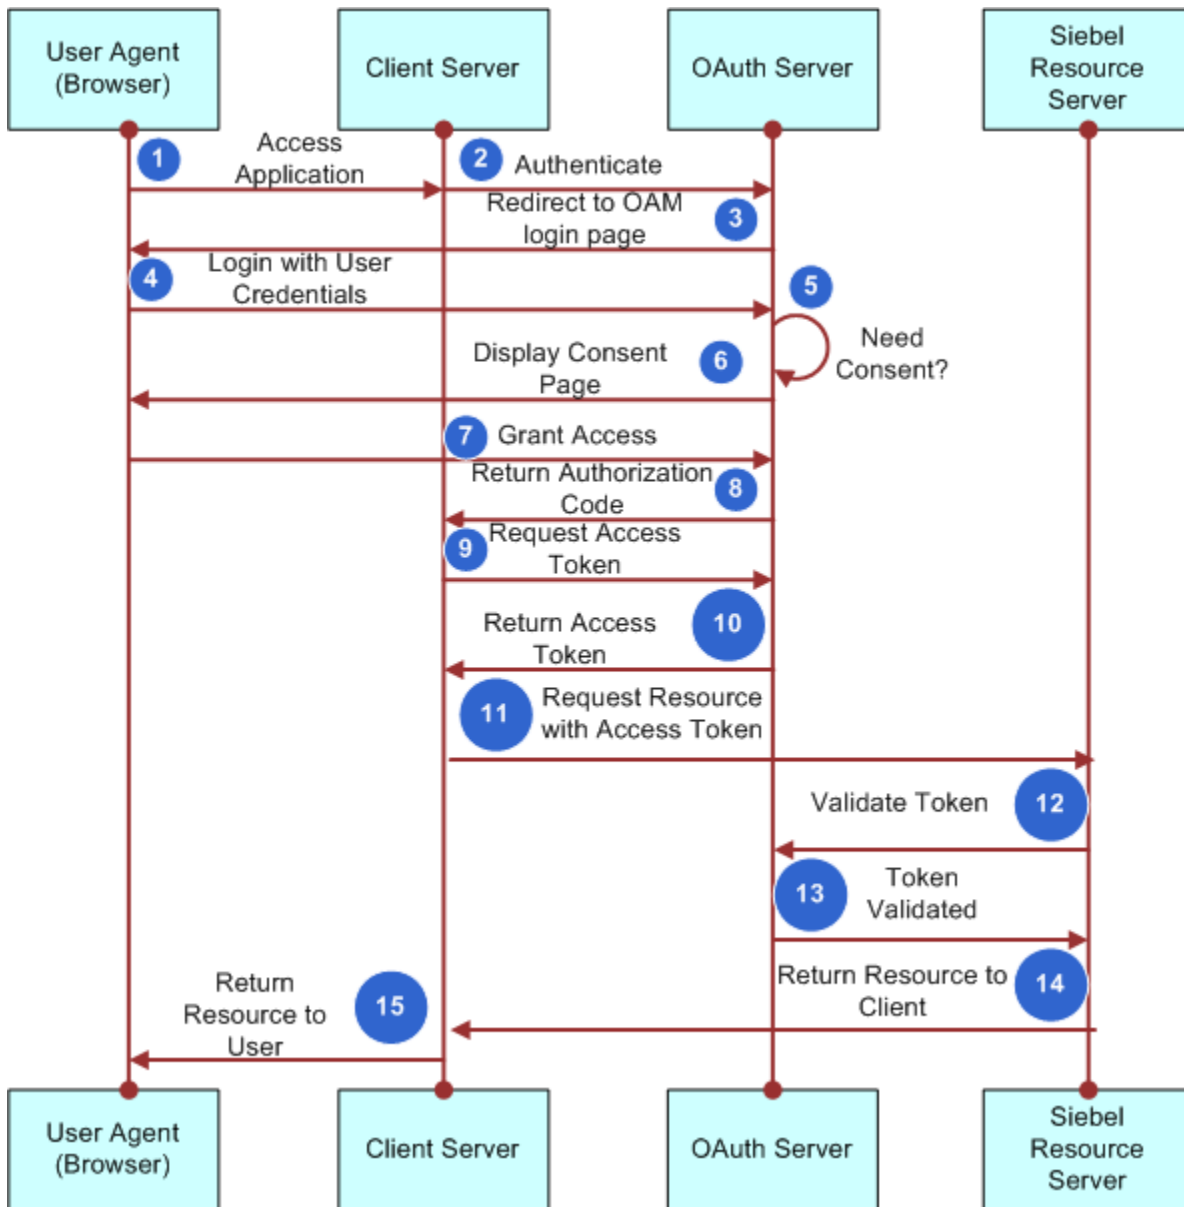 User Agent
(Browser)
Client Server
OAuth Server
Siebel
Resource
Server
1
Access
Application
2
Authenticate
Redirect to OAM
login page
3
4
Login with User
Credentials
5
Need
Consent?
Display Consent
Page
6
7
Grant Access
Return Authorization
Code
8
9
Request Access
Token
Return Access
Token
10
11
Request Resource
with Access Token
Validate Token
12
13
Token
Validated
Return Resource to
Client
14
Return
Resource to
User
15
User Agent
(Browser)
Client Server
OAuth Server
Siebel
Resource
Server